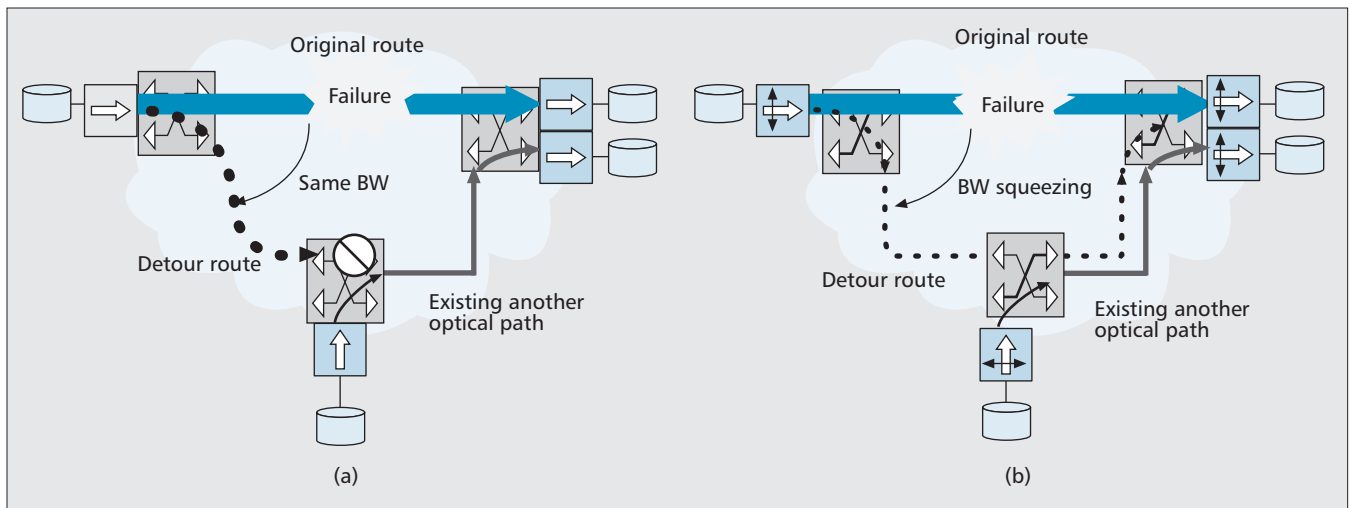 Original route
Failure
Same BW
Detour route
Existing another
optical path
(a)
Original route
Failure
BW squeezing
Detour route
Existing another
optical path
(b)